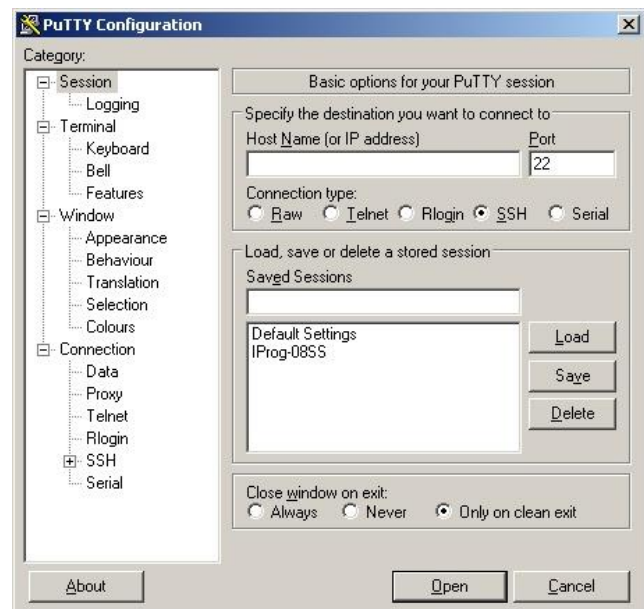 PuTTY Configuration
Category:
Session
Logging
Terminal
Keyboard
Bell
Features
Window
Appearance
Behaviour
Translation
Selection
Colours
Connection
Data
Proxy
Telnet
Rlogin
SSH
Serial
Basic options for your PuTTY session
Specify the destination you want to connect to
Host Name (or IP address) Port
22
Connection type:
Raw Telnet Rlogin SSH Serial
Load, save or delete a stored session
Saved Sessions
Default Settings
IProg-08SS
Load
Save
Delete
Close window on exit:
Always Never Only on clean exit
About Open Cancel